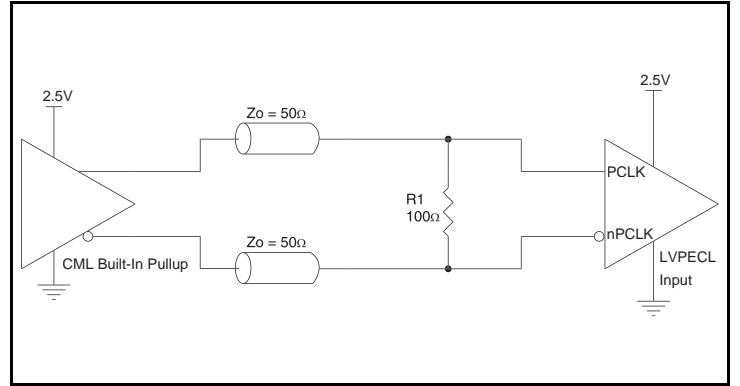 2.5V
2.5V
Zo = 50Ω
PCLK
R1
100Ω
nPCLK
Zo = 50Ω
CML Built-In Pullup
LVPECL
Input